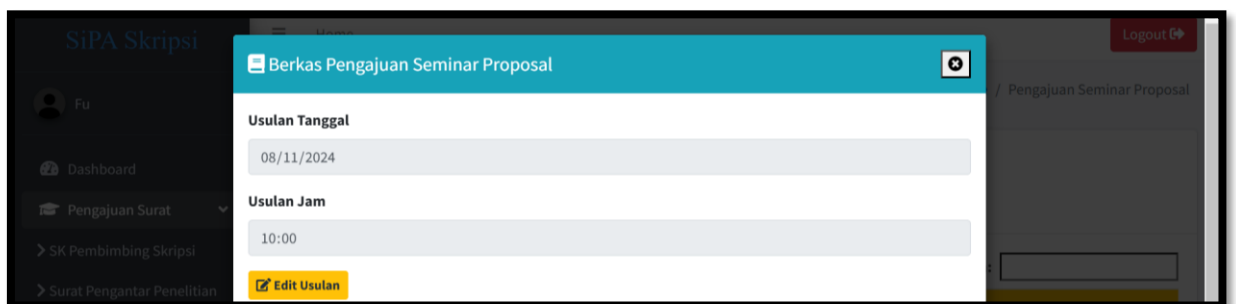 SiPA Skripsi
Home
Logout
Berkas Pengajuan Seminar Proposal
/ Pengajuan Seminar Proposal
Fu
Usulan Tanggal
08/11/2024
Dashboard
Pengajuan Surat
Usulan Jam
10:00
SK Pembimbing Skripsi
:
Edit Usulan
Surat Pengantar Penelitian